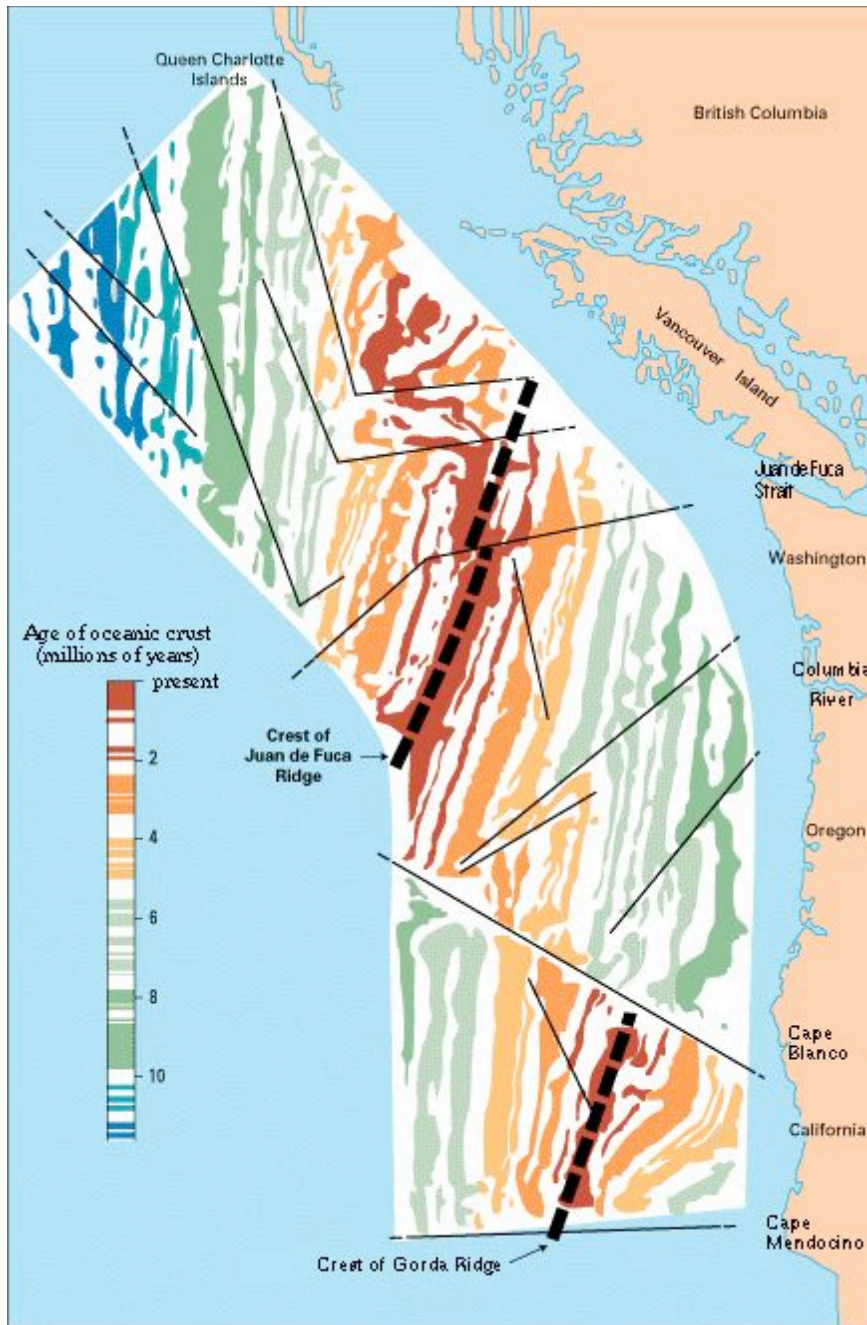 Queen Charlotte
Islands
British Columbia
Vancouver Island
Juan de Fuca
Strait
Washington
Age of oceanic crust
(millions of years)
present
2
4
6
8
10
Columbia
River
Crest of
Juan de Fuca
Ridge
Oregon
Cape
Blanco
California
Cape
Mendocino
Crest of Gorda Ridge